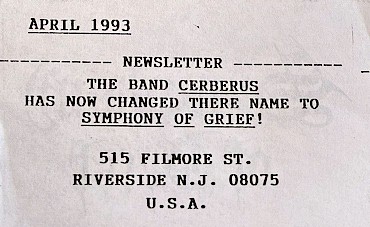 APRIL 1993
------------ NEWSLETTER ------------
THE BAND CERBERUS
HAS NOW CHANGED THERE NAME TO
SYMPHONY OF GRIEF!
515 FILMORE ST.
RIVERSIDE N.J. 08075
U.S.A.